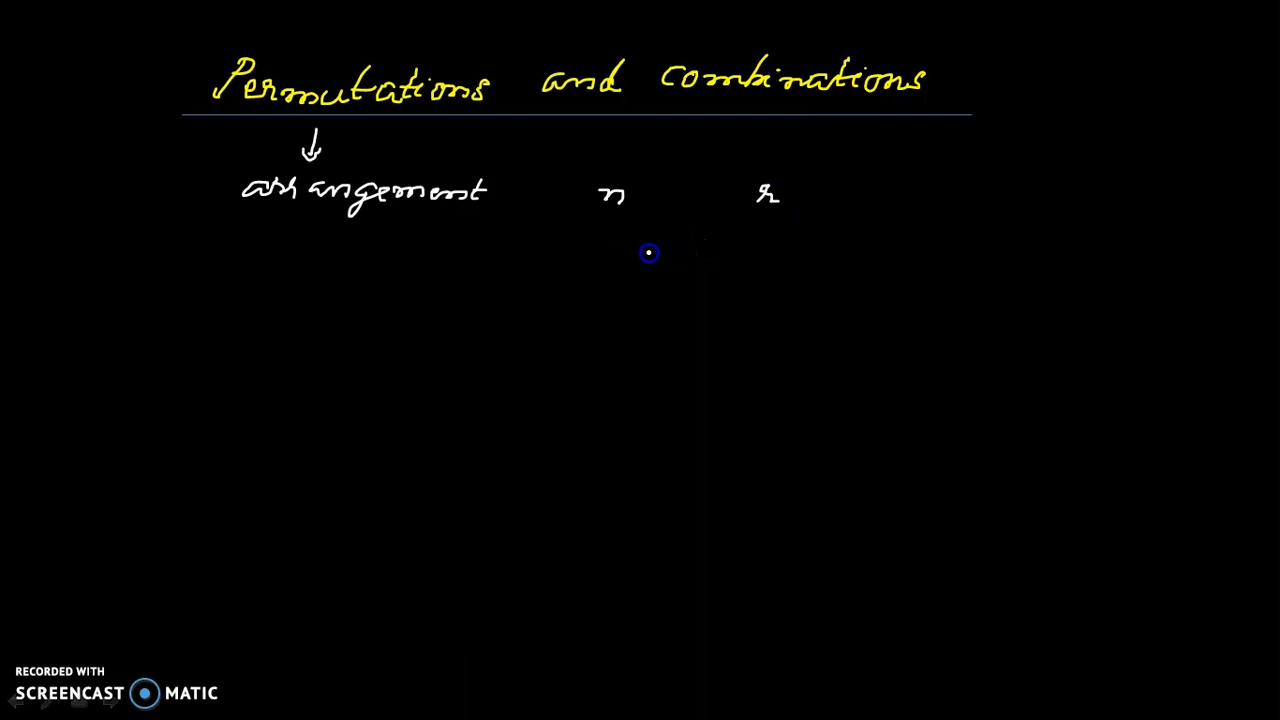 Permutations and combinations
arrangement n r
RECORDED WITH
SCREENCAST MATIC